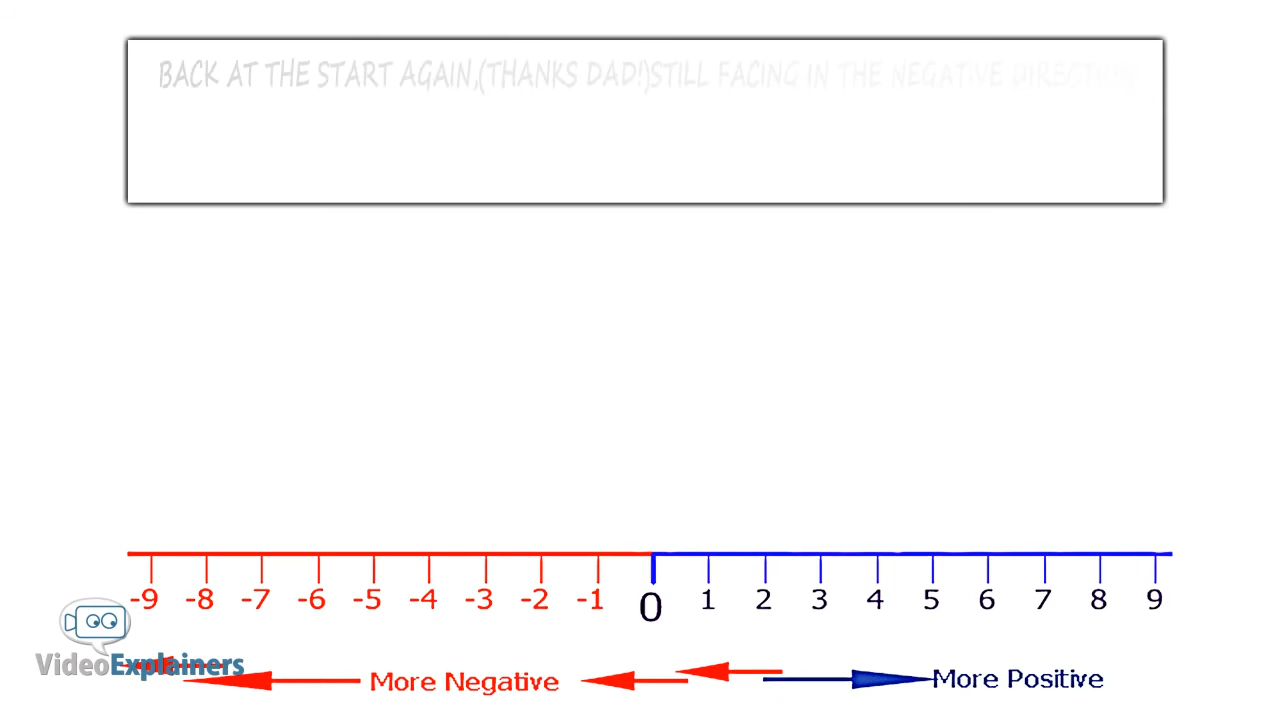 BACK AT THE START AGAIN,(THANKS DAD!)STILL FACING IN THE NEGATIVE DIRECTION
-9 -8 -7 -6 -5 -4 -3 -2 -1 0 1 2 3 4 5 6 7 8 9
VideoExplainers
More Negative More Positive